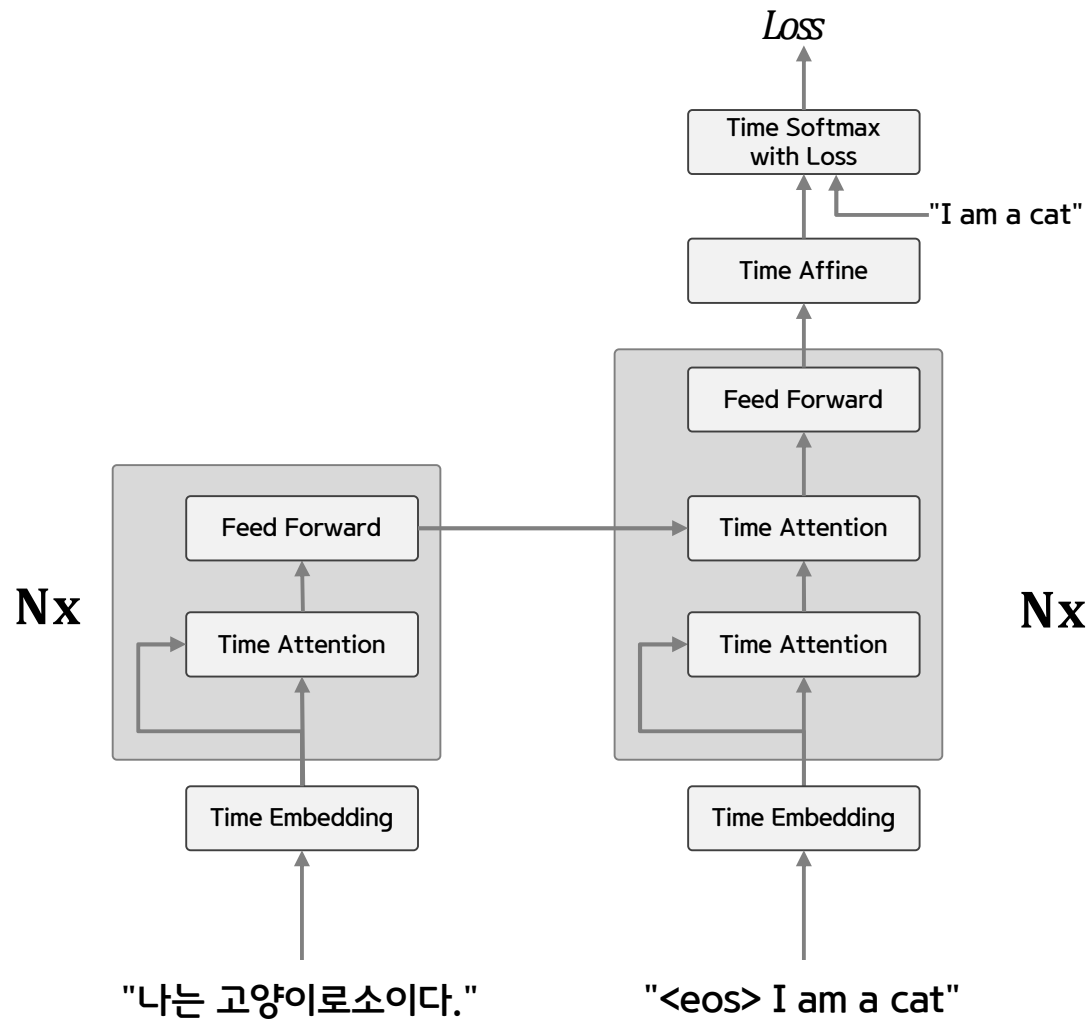 Loss
Time Softmax
with Loss
"I am a cat"
Time Affine
Feed Forward
Feed Forward
Time Attention
Nx
Nx
Time Attention
Time Attention
Time Embedding
Time Embedding
"나는 고양이로소이다."
"<eos> I am a cat"